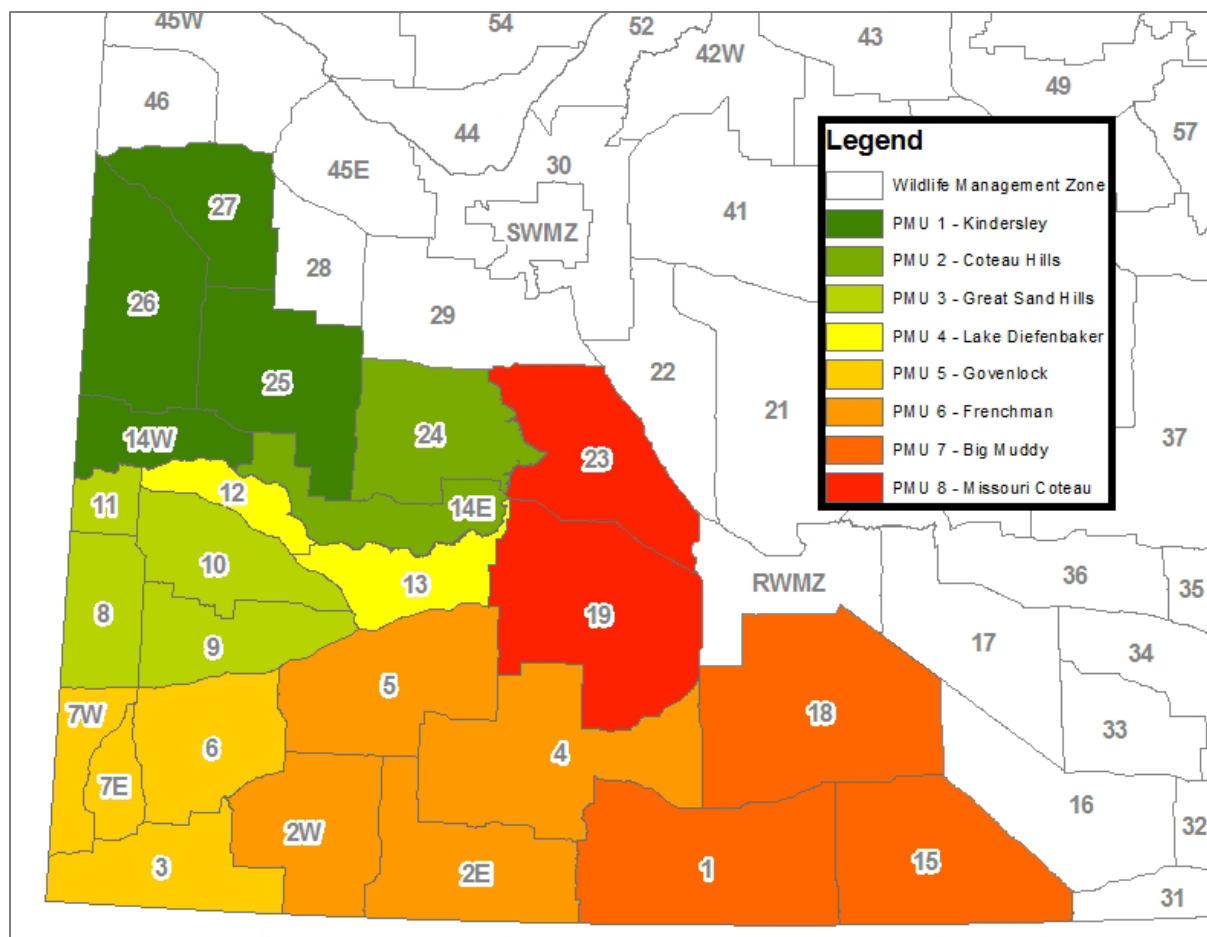 45W
54
52
42W
43
49
46
44
57
30
45E
41
27
SWMZ
28
26
29
22
25
21
37
24
14W
23
11
12
14E
10
13
RWMZ
36
35
8
9
19
17
34
5
7W
6
18
33
4
7E
16
2W
32
3
2E
1
15
31
Legend
Wildlife Management Zone
PMU 1 - Kindersley
PMU 2 - Coteau Hills
PMU 3 - Great Sand Hills
PMU 4 - Lake Diefenbaker
PMU 5 - Govenlock
PMU 6 - Frenchman
PMU 7 - Big Muddy
PMU 8 - Missouri Coteau